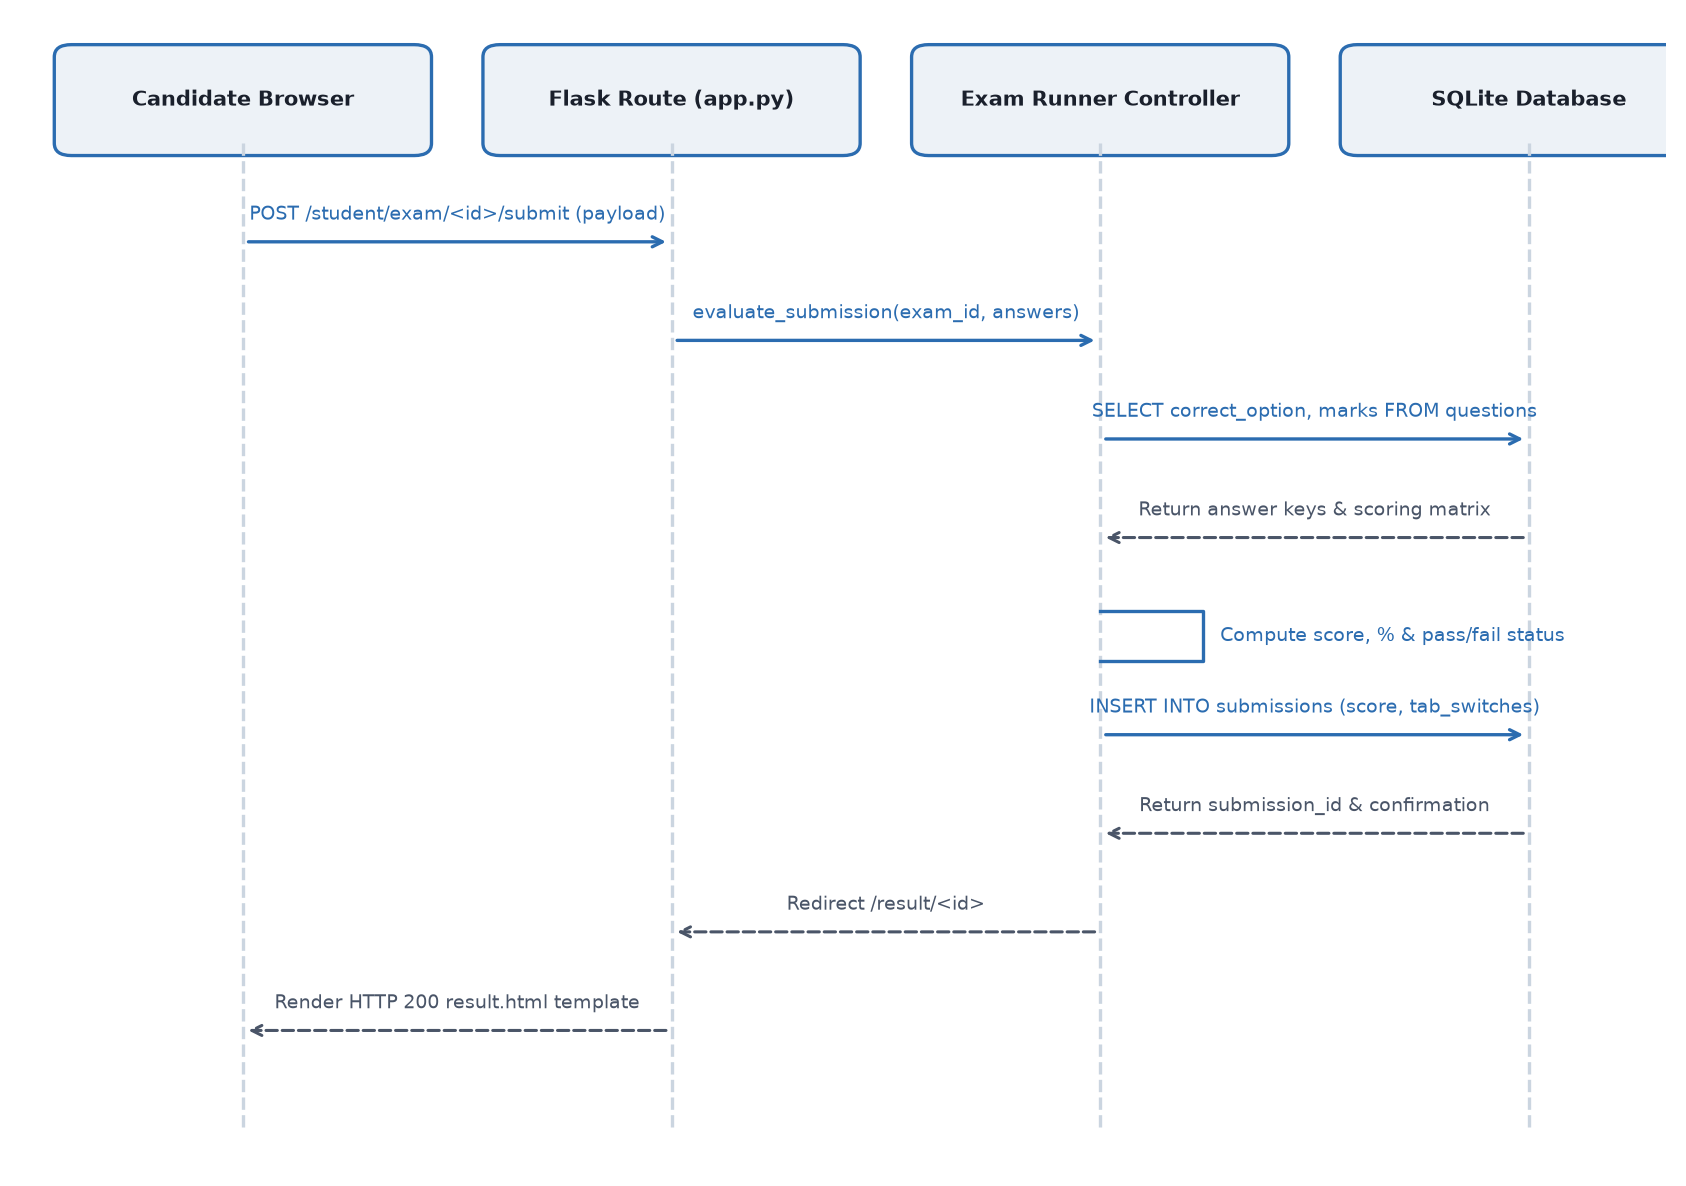 Candidate Browser
Flask Route (app.py)
Exam Runner Controller
SQLite Database
POST /student/exam/<id>/submit (payload)
evaluate_submission(exam_id, answers)
SELECT correct_option, marks FROM questions
Return answer keys & scoring matrix
Compute score, % & pass/fail status
INSERT INTO submissions (score, tab_switches)
Return submission_id & confirmation
Redirect /result/<id>
Render HTTP 200 result.html template